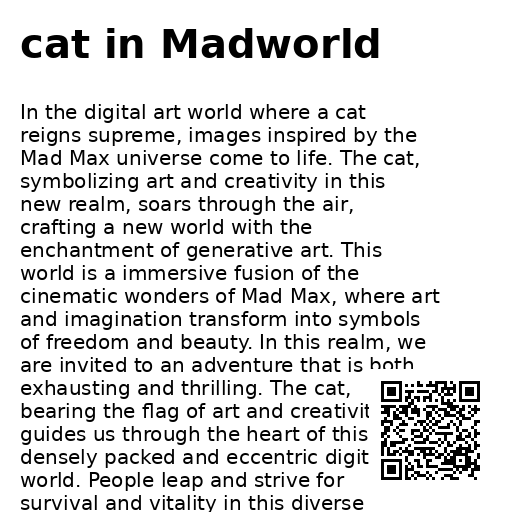 cat in Madworld
In the digital art world where a cat
reigns supreme, images inspired by the
Mad Max universe come to life. The cat,
symbolizing art and creativity in this
new realm, soars through the air,
crafting a new world with the
enchantment of generative art. This
world is a immersive fusion of the
cinematic wonders of Mad Max, where art
and imagination transform into symbols
of freedom and beauty. In this realm, we
are invited to an adventure that is both
exhausting and thrilling. The cat,
bearing the flag of art and creativit
guides us through the heart of this
densely packed and eccentric digit
world. People leap and strive for
survival and vitality in this diverse